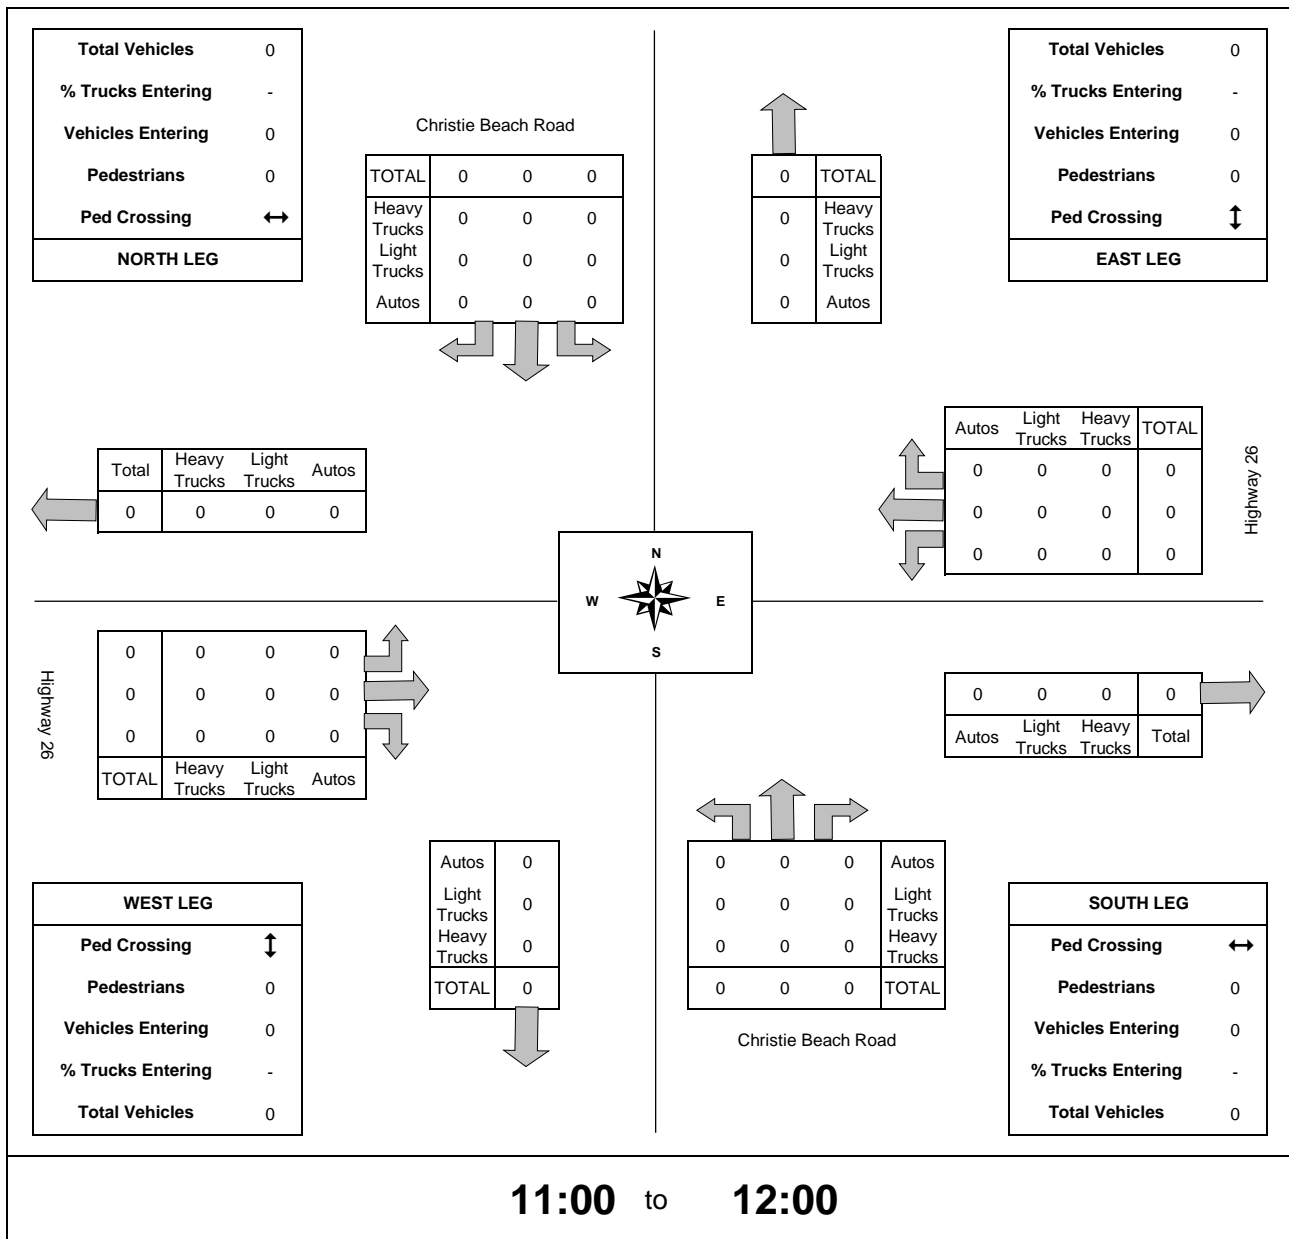 Total Vehicles 0
% Trucks Entering -
Vehicles Entering 0
Pedestrians 0
Ped Crossing ↔
NORTH LEG
Christie Beach Road
TOTAL 0 0 0
Heavy Trucks 0 0 0
Light Trucks 0 0 0
Autos 0 0 0
0 TOTAL
0 Heavy Trucks
0 Light Trucks
0 Autos
Total Vehicles 0
% Trucks Entering -
Vehicles Entering 0
Pedestrians 0
Ped Crossing ↕
EAST LEG
Total Heavy Trucks Light Trucks Autos
0 0 0 0
Autos Light Trucks Heavy Trucks TOTAL
0 0 0 0
0 0 0 0
0 0 0 0
Highway 26
N
W E
S
Highway 26
0 0 0 0
0 0 0 0
0 0 0 0
TOTAL Heavy Trucks Light Trucks Autos
0 0 0 0
Autos Light Trucks Heavy Trucks Total
Autos 0
Light Trucks 0
Heavy Trucks 0
TOTAL 0
0 0 0 Autos
0 0 0 Light Trucks
0 0 0 Heavy Trucks
0 0 0 TOTAL
Christie Beach Road
WEST LEG
Ped Crossing ↕
Pedestrians 0
Vehicles Entering 0
% Trucks Entering -
Total Vehicles 0
SOUTH LEG
Ped Crossing ↔
Pedestrians 0
Vehicles Entering 0
% Trucks Entering -
Total Vehicles 0
11:00 to 12:00